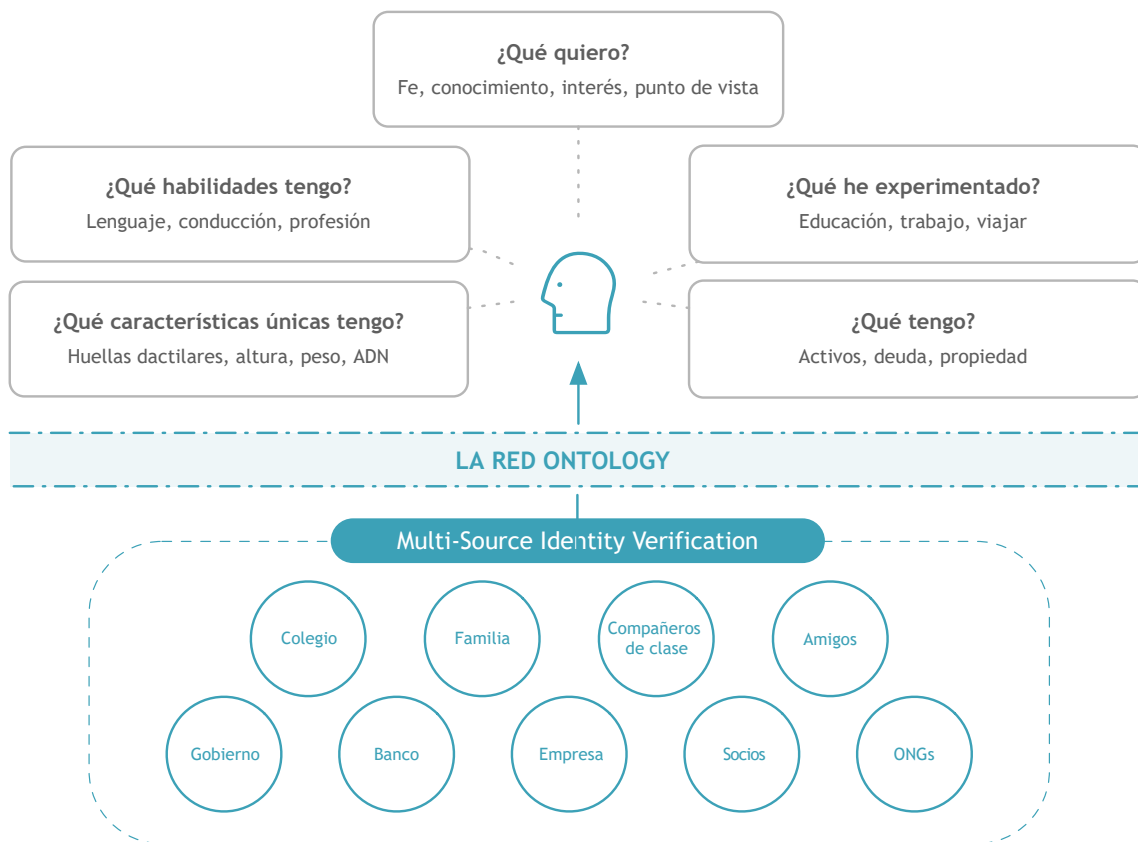 ¿Qué quiero?
Fe, conocimiento, interés, punto de vista
¿Qué habilidades tengo?
Lenguaje, conducción, profesión
¿Qué he experimentado?
Educación, trabajo, viajar
¿Qué características únicas tengo?
Huellas dactilares, altura, peso, ADN
¿Qué tengo?
Activos, deuda, propiedad
LA RED ONTOLOGY
Multi-Source Identity Verification
Colegio
Familia
Compañeros
de clase
Amigos
Gobierno
Banco
Empresa
Socios
ONGs